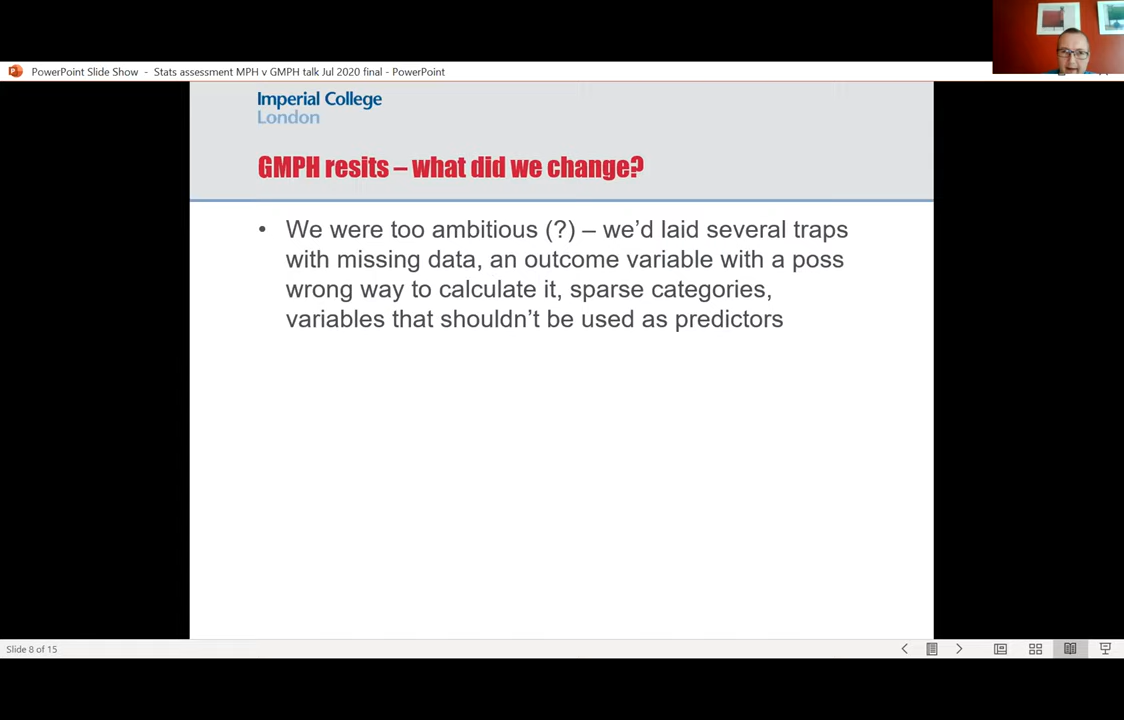 PowerPoint Slide Show - Stats assessment MPH v GMPH talk Jul 2020 final - PowerPoint
Imperial College
London
GMPH resits – what did we change?
• We were too ambitious (?) – we’d laid several traps
with missing data, an outcome variable with a poss
wrong way to calculate it, sparse categories,
variables that shouldn’t be used as predictors
Slide 8 of 15